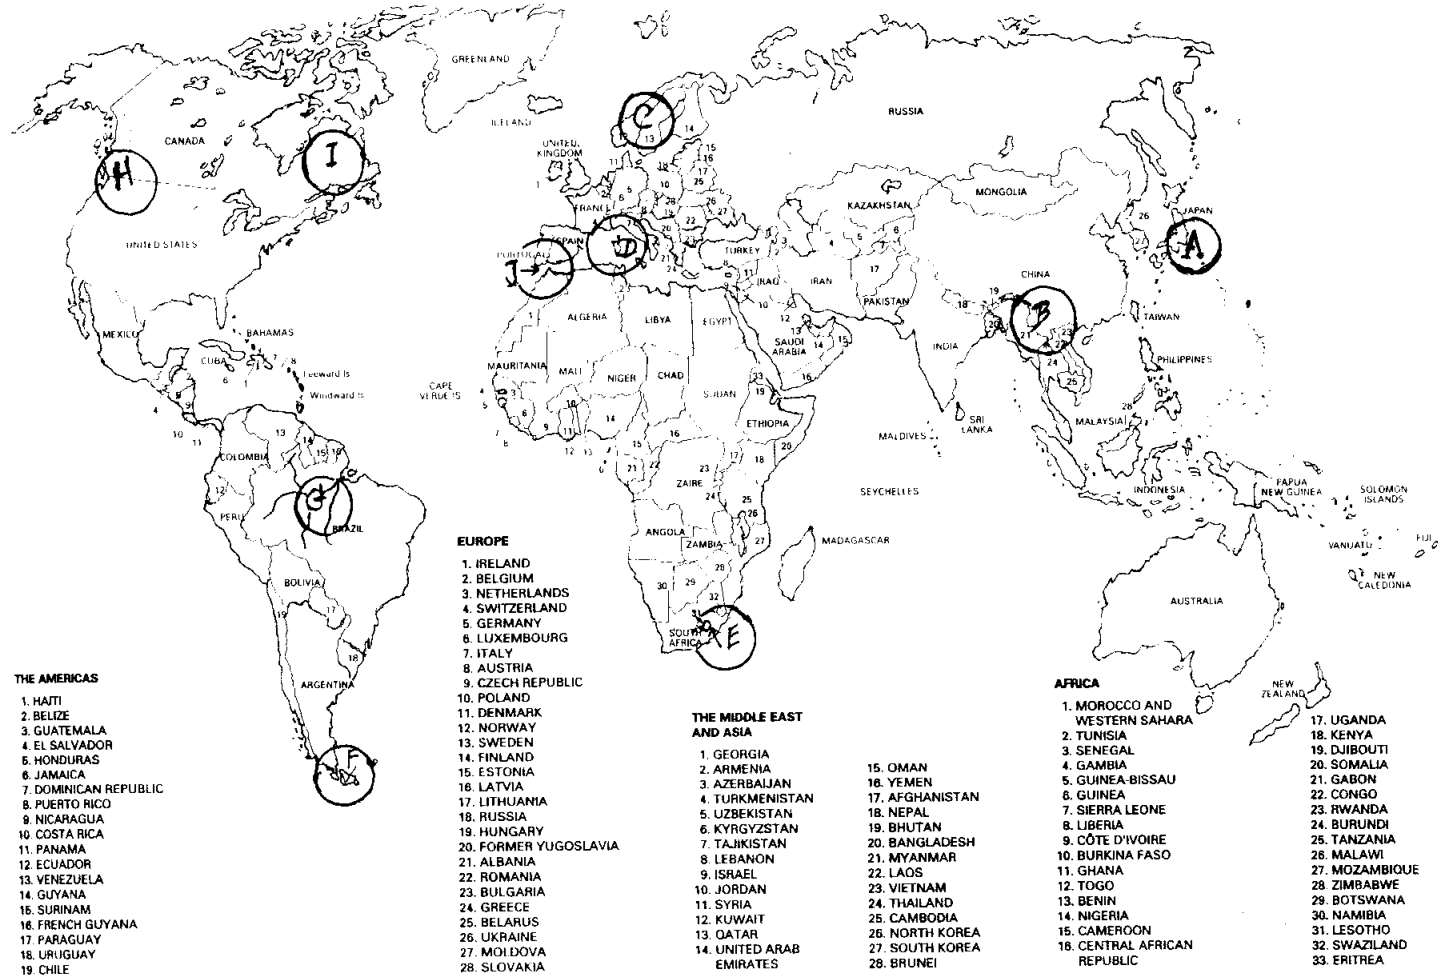 GREENLAND
ICELAND
RUSSIA
CANADA
UNITED KINGDOM
C
H
I
FRANCE
KAZAKHSTAN
MONGOLIA
JAPAN
A
UNITED STATES
PORTUGAL
SPAIN
D
J
TURKEY
IRAQ
IRAN
CHINA
B
PAKISTAN
TAIWAN
MEXICO
BAHAMAS
CUBA
Leeward Is
Windward Is
CAPE VERDE IS
ALGERIA
LIBYA
EGYPT
SAUDI ARABIA
INDIA
PHILIPPINES
MAURITANIA
MALI
NIGER
CHAD
SUDAN
ETHIOPIA
MALDIVES
SRI LANKA
MALAYSIA
COLOMBIA
PERU
G
BRAZIL
ZAIRE
SEYCHELLES
INDONESIA
PAPUA NEW GUINEA
SOLOMON ISLANDS
ANGOLA
ZAMBIA
MADAGASCAR
VANUATU
FIJI
NEW CALEDONIA
BOLIVIA
AUSTRALIA
SOUTH AFRICA
E
ARGENTINA
NEW ZEALAND
F
THE AMERICAS
1. HAITI
2. BELIZE
3. GUATEMALA
4. EL SALVADOR
5. HONDURAS
6. JAMAICA
7. DOMINICAN REPUBLIC
8. PUERTO RICO
9. NICARAGUA
10. COSTA RICA
11. PANAMA
12. ECUADOR
13. VENEZUELA
14. GUYANA
15. SURINAM
16. FRENCH GUYANA
17. PARAGUAY
18. URUGUAY
19. CHILE
EUROPE
1. IRELAND
2. BELGIUM
3. NETHERLANDS
4. SWITZERLAND
5. GERMANY
6. LUXEMBOURG
7. ITALY
8. AUSTRIA
9. CZECH REPUBLIC
10. POLAND
11. DENMARK
12. NORWAY
13. SWEDEN
14. FINLAND
15. ESTONIA
16. LATVIA
17. LITHUANIA
18. RUSSIA
19. HUNGARY
20. FORMER YUGOSLAVIA
21. ALBANIA
22. ROMANIA
23. BULGARIA
24. GREECE
25. BELARUS
26. UKRAINE
27. MOLDOVA
28. SLOVAKIA
THE MIDDLE EAST
AND ASIA
1. GEORGIA
2. ARMENIA
3. AZERBAIJAN
4. TURKMENISTAN
5. UZBEKISTAN
6. KYRGYZSTAN
7. TAJIKISTAN
8. LEBANON
9. ISRAEL
10. JORDAN
11. SYRIA
12. KUWAIT
13. QATAR
14. UNITED ARAB
EMIRATES
15. OMAN
16. YEMEN
17. AFGHANISTAN
18. NEPAL
19. BHUTAN
20. BANGLADESH
21. MYANMAR
22. LAOS
23. VIETNAM
24. THAILAND
25. CAMBODIA
26. NORTH KOREA
27. SOUTH KOREA
28. BRUNEI
AFRICA
1. MOROCCO AND
WESTERN SAHARA
2. TUNISIA
3. SENEGAL
4. GAMBIA
5. GUINEA-BISSAU
6. GUINEA
7. SIERRA LEONE
8. LIBERIA
9. CÔTE D'IVOIRE
10. BURKINA FASO
11. GHANA
12. TOGO
13. BENIN
14. NIGERIA
15. CAMEROON
16. CENTRAL AFRICAN
REPUBLIC
17. UGANDA
18. KENYA
19. DJIBOUTI
20. SOMALIA
21. GABON
22. CONGO
23. RWANDA
24. BURUNDI
25. TANZANIA
26. MALAWI
27. MOZAMBIQUE
28. ZIMBABWE
29. BOTSWANA
30. NAMIBIA
31. LESOTHO
32. SWAZILAND
33. ERITREA